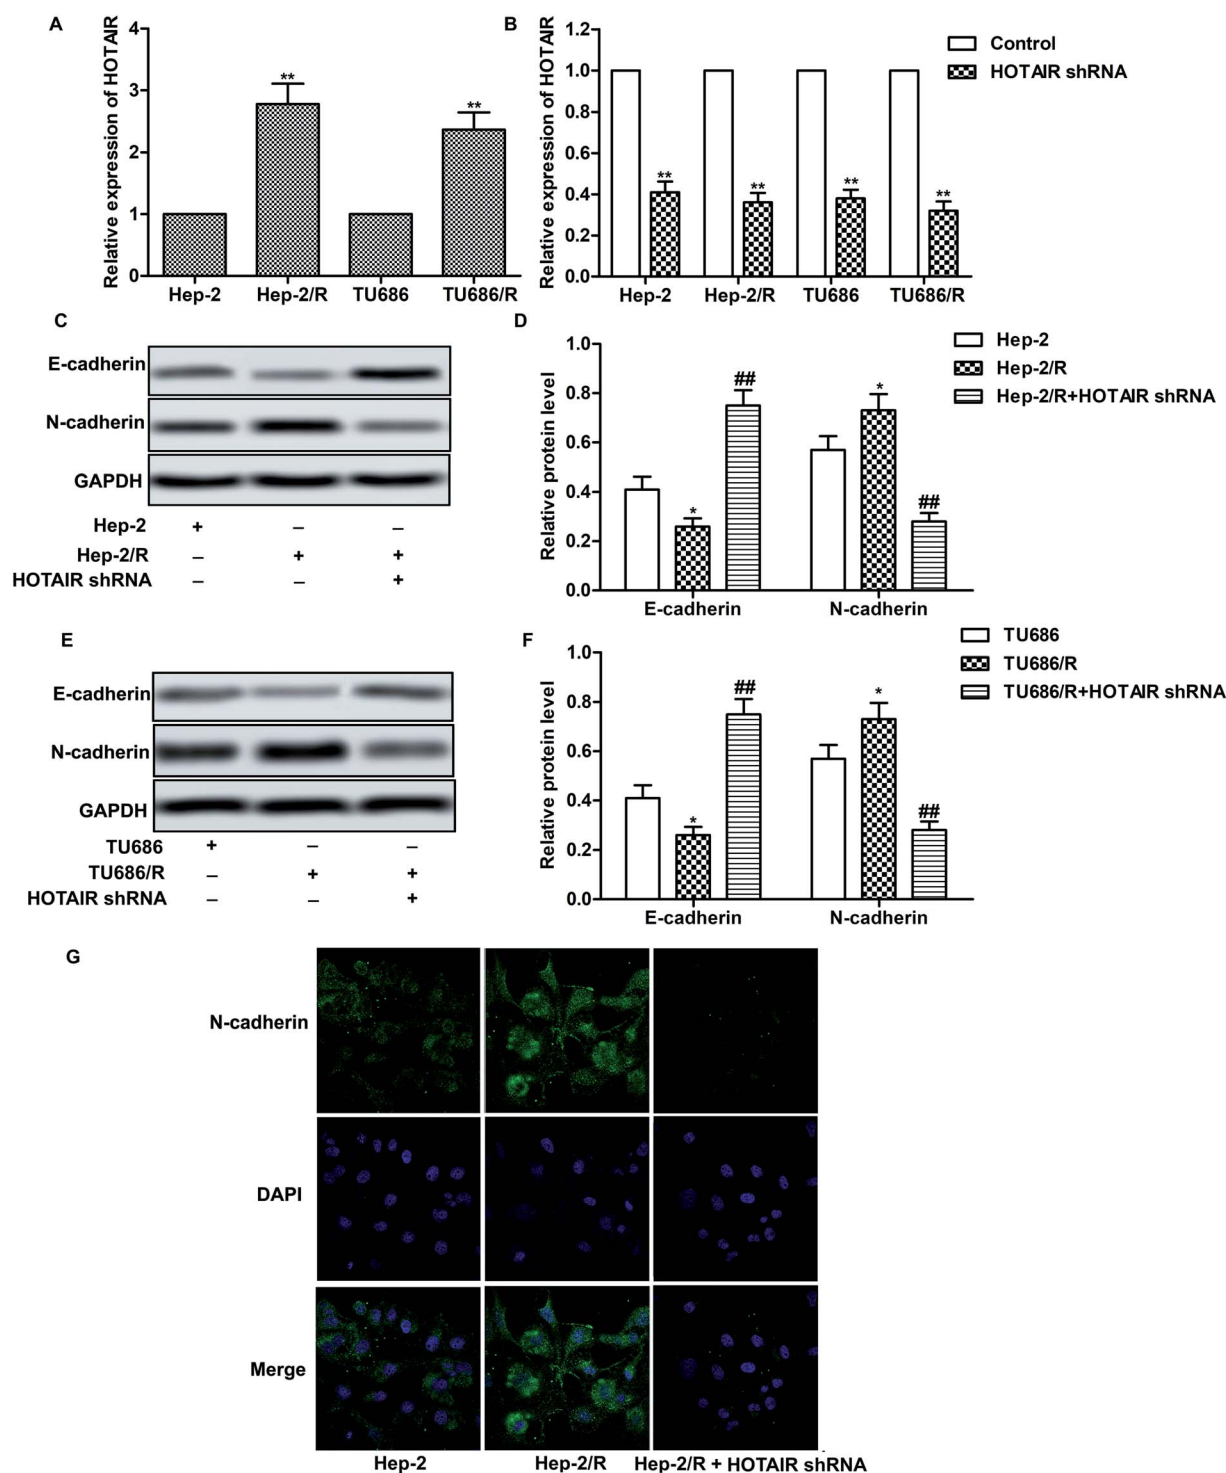 A
Relative expression of HOTAIR
4
3
2
1
0
**
**
Hep-2 Hep-2/R TU686 TU686/R
B
Relative expression of HOTAIR
1.2
1.0
0.8
0.6
0.4
0.2
0.0
** ** ** **
Hep-2 Hep-2/R TU686 TU686/R
Control
HOTAIR shRNA
C
E-cadherin
N-cadherin
GAPDH
Hep-2 + – –
Hep-2/R – + +
HOTAIR shRNA – – +
D
Relative protein level
1.0
0.8
0.6
0.4
0.2
0.0
* ## * ##
E-cadherin N-cadherin
Hep-2
Hep-2/R
Hep-2/R+HOTAIR shRNA
E
E-cadherin
N-cadherin
GAPDH
TU686 + – –
TU686/R – + +
HOTAIR shRNA – – +
F
Relative protein level
1.0
0.8
0.6
0.4
0.2
0.0
* ## * ##
E-cadherin N-cadherin
TU686
TU686/R
TU686/R+HOTAIR shRNA
G
N-cadherin
DAPI
Merge
Hep-2 Hep-2/R Hep-2/R + HOTAIR shRNA